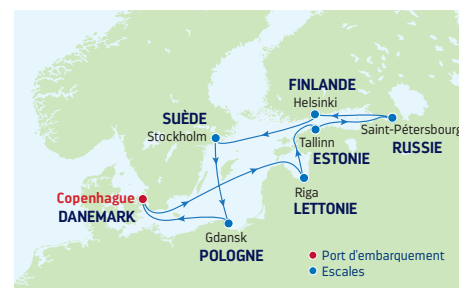 FINLANDE
Helsinki
SUÈDE
Stockholm
Saint-Pétersbourg
RUSSIE
Tallinn
ESTONIE
Riga
LETTONIE
Copenhague
DANEMARK
Gdansk
POLOGNE
Port d'embarquement
Escales